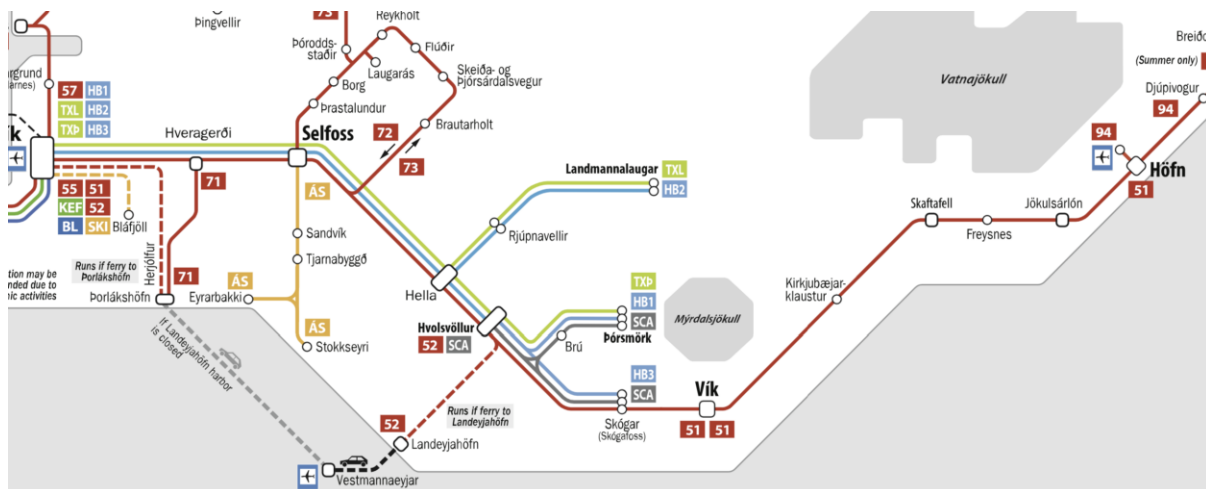 73
Þingvellir
Reykholt
Flúðir
Þórodds-
staðir
Laugarás
Skeiða- og
Þjórsárdalsvegur
Borg
Þrastalundur
Brautarholt
72
73
57 HB1
TXL HB2
TXÞ HB3
Hveragerði
Selfoss
71
55 51
KEF 52
BL SKI
Bláfjöll
Herjólfur
Runs if ferry to
Þorlákshöfn
71
Þorlákshöfn
ÁS
Sandvík
Tjarnabyggð
ÁS
Eyrarbakki
ÁS
Stokkseyri
If Landeyjahöfn harbor
is closed
Landmannalaugar
TXL
HB2
Rjúpnavellir
Hella
Hvolsvöllur
52 SCA
TXÞ
HB1
SCA
Þórsmörk
Brú
Mýrdalsjökull
HB3
SCA
Skógar
(Skógafoss)
Vík
51 51
Runs if ferry to
Landeyjahöfn
52
Landeyjahöfn
Vestmannaeyjar
Kirkjubæjar-
klaustur
Skaftafell
Freysnes
Jökulsárlón
Vatnajökull
94
Höfn
51
94
Djúpivogur
(Summer only)